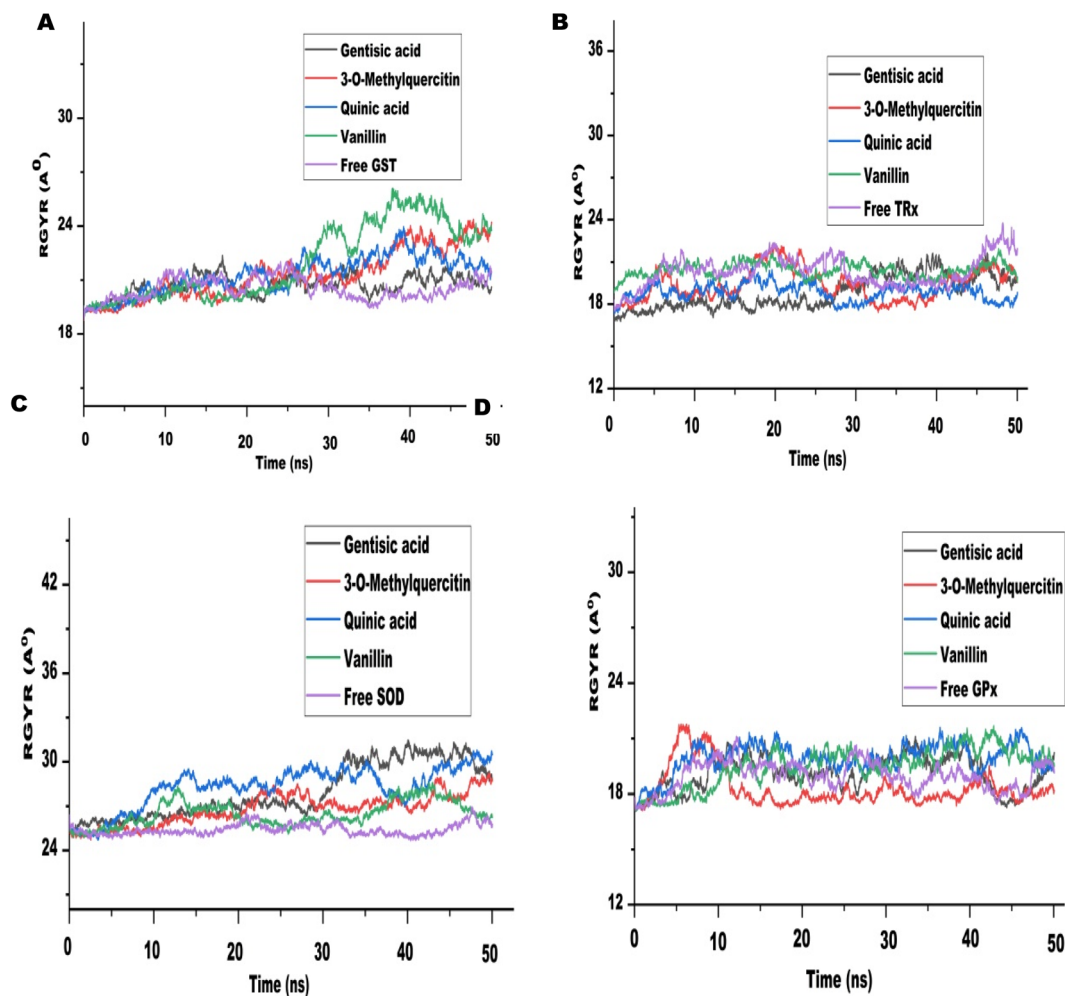 A
RGYR (A⁰)
30
24
18
0
10
20
30
40
50
Time (ns)
Gentisic acid
3-O-Methylquercitin
Quinic acid
Vanillin
Free GST
B
RGYR (A⁰)
36
30
24
18
12
0
10
20
30
40
50
Time (ns)
Gentisic acid
3-O-Methylquercitin
Quinic acid
Vanillin
Free TRx
C
RGYR (A⁰)
42
36
30
24
0
10
20
30
40
50
Time (ns)
Gentisic acid
3-O-Methylquercitin
Quinic acid
Vanillin
Free SOD
D
RGYR (A⁰)
30
24
18
12
0
10
20
30
40
50
Time (ns)
Gentisic acid
3-O-Methylquercitin
Quinic acid
Vanillin
Free GPx